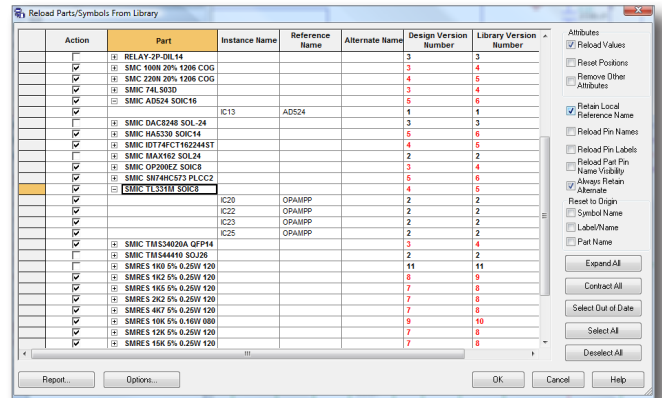 Reload Parts/Symbols From Library
Action Part Instance Name Reference Name Alternate Name Design Version Number Library Version Number
RELAY-2P-DIL14 3 3
SMC 100N 20% 1206 COG 3 4
SMC 220N 20% 1206 COG 4 5
SMIC 74LS03D 3 4
SMIC AD524 SOIC16 5 6
IC13 AD524 1 1
SMIC DAC8248 SOL-24 3 3
SMIC HA5330 SOIC14 5 6
SMIC IDT74FCT162244ST 4 5
SMIC MAX162 SOL24 2 2
SMIC OP200EZ SOIC8 3 4
SMIC SN74HC573 PLCC2 5 6
SMIC TL331M SOIC8 4 5
IC20 OPAMPP 2 2
IC22 OPAMPP 2 2
IC23 OPAMPP 2 2
IC25 OPAMPP 2 2
SMIC TMS34020A QFP14 3 4
SMIC TMS44410 SOJ26 2 2
SMRES 1K0 5% 0.25W 120 11 11
SMRES 1K2 5% 0.25W 120 8 9
SMRES 1K5 5% 0.25W 120 7 8
SMRES 2K2 5% 0.25W 120 7 8
SMRES 4K7 5% 0.25W 120 7 8
SMRES 10K 5% 0.16W 080 9 10
SMRES 12K 5% 0.25W 120 7 8
SMRES 15K 5% 0.25W 120 7 8
Attributes
Reload Values
Reset Positions
Remove Other
Attributes
Retain Local
Reference Name
Reload Pin Names
Reload Pin Labels
Reload Part Pin
Name Visibility
Always Retain
Alternate
Reset to Origin
Symbol Name
Label/Name
Part Name
Expand All
Contract All
Select Out of Date
Select All
Deselect All
Report... Options... OK Cancel Help